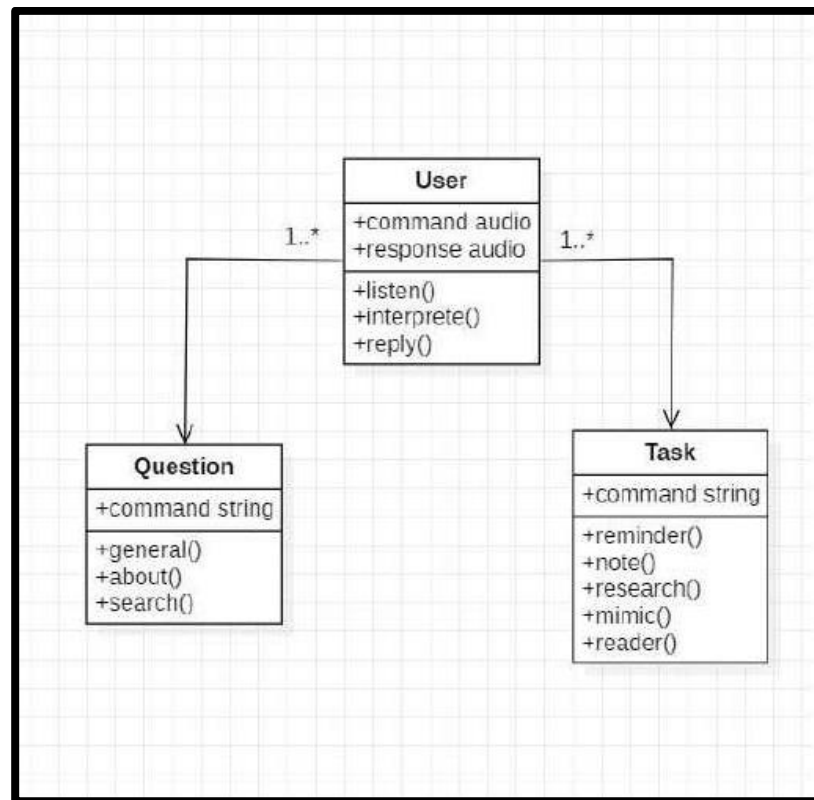 User
+command audio
+response audio
1..*
1..*
+listen()
+interprete()
+reply()
Question
+command string
+general()
+about()
+search()
Task
+command string
+reminder()
+note()
+research()
+mimic()
+reader()